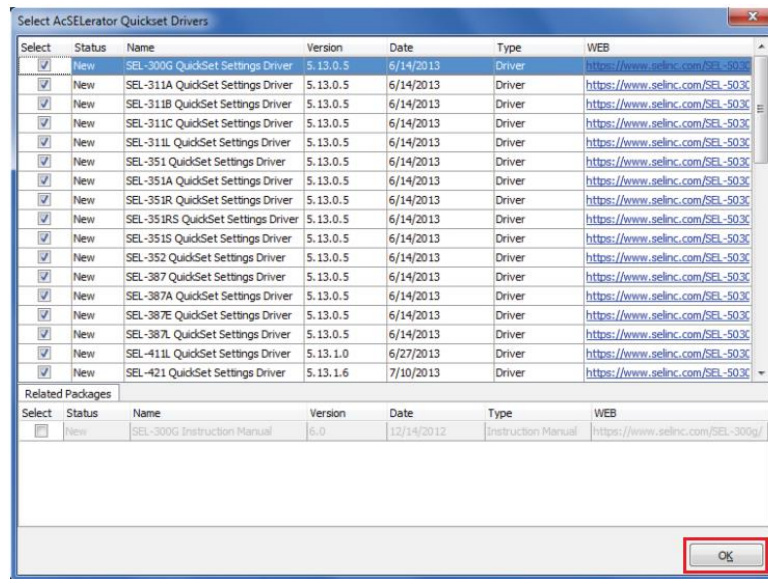 Select AcSELerator Quickset Drivers
Select Status Name Version Date Type WEB
New SEL-300G QuickSet Settings Driver 5.13.0.5 6/14/2013 Driver https://www.selinc.com/SEL-503C
New SEL-311A QuickSet Settings Driver 5.13.0.5 6/14/2013 Driver https://www.selinc.com/SEL-503C
New SEL-311B QuickSet Settings Driver 5.13.0.5 6/14/2013 Driver https://www.selinc.com/SEL-503C
New SEL-311C QuickSet Settings Driver 5.13.0.5 6/14/2013 Driver https://www.selinc.com/SEL-503C
New SEL-311L QuickSet Settings Driver 5.13.0.5 6/14/2013 Driver https://www.selinc.com/SEL-503C
New SEL-351 QuickSet Settings Driver 5.13.0.5 6/14/2013 Driver https://www.selinc.com/SEL-503C
New SEL-351A QuickSet Settings Driver 5.13.0.5 6/14/2013 Driver https://www.selinc.com/SEL-503C
New SEL-351R QuickSet Settings Driver 5.13.0.5 6/14/2013 Driver https://www.selinc.com/SEL-503C
New SEL-351RS QuickSet Settings Driver 5.13.0.5 6/14/2013 Driver https://www.selinc.com/SEL-503C
New SEL-351S QuickSet Settings Driver 5.13.0.5 6/14/2013 Driver https://www.selinc.com/SEL-503C
New SEL-352 QuickSet Settings Driver 5.13.0.5 6/14/2013 Driver https://www.selinc.com/SEL-503C
New SEL-387 QuickSet Settings Driver 5.13.0.5 6/14/2013 Driver https://www.selinc.com/SEL-503C
New SEL-387A QuickSet Settings Driver 5.13.0.5 6/14/2013 Driver https://www.selinc.com/SEL-503C
New SEL-387E QuickSet Settings Driver 5.13.0.5 6/14/2013 Driver https://www.selinc.com/SEL-503C
New SEL-387L QuickSet Settings Driver 5.13.0.5 6/14/2013 Driver https://www.selinc.com/SEL-503C
New SEL-411L QuickSet Settings Driver 5.13.1.0 6/27/2013 Driver https://www.selinc.com/SEL-503C
New SEL-421 QuickSet Settings Driver 5.13.1.6 7/10/2013 Driver https://www.selinc.com/SEL-503C
Related Packages
Select Status Name Version Date Type WEB
New SEL-300G Instruction Manual 6.0 12/14/2012 Instruction Manual https://www.selinc.com/SEL-300g/
OK